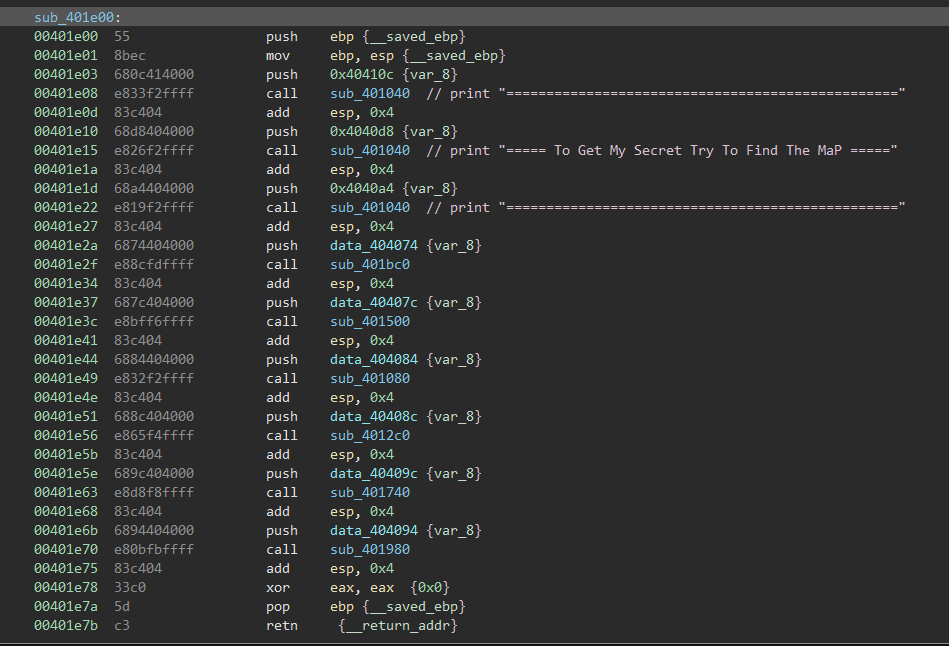 sub_401e00:
00401e00 55 push ebp {__saved_ebp}
00401e01 8bec mov ebp, esp {__saved_ebp}
00401e03 680c414000 push 0x40410c {var_8}
00401e08 e833f2ffff call sub_401040 // print "================================================="
00401e0d 83c404 add esp, 0x4
00401e10 68d8404000 push 0x4040d8 {var_8}
00401e15 e826f2ffff call sub_401040 // print "===== To Get My Secret Try To Find The MaP ====="
00401e1a 83c404 add esp, 0x4
00401e1d 68a4404000 push 0x4040a4 {var_8}
00401e22 e819f2ffff call sub_401040 // print "================================================="
00401e27 83c404 add esp, 0x4
00401e2a 6874404000 push data_404074 {var_8}
00401e2f e88cfdffff call sub_401bc0
00401e34 83c404 add esp, 0x4
00401e37 687c404000 push data_40407c {var_8}
00401e3c e8bff6ffff call sub_401500
00401e41 83c404 add esp, 0x4
00401e44 6884404000 push data_404084 {var_8}
00401e49 e832f2ffff call sub_401080
00401e4e 83c404 add esp, 0x4
00401e51 688c404000 push data_40408c {var_8}
00401e56 e865f4ffff call sub_4012c0
00401e5b 83c404 add esp, 0x4
00401e5e 689c404000 push data_40409c {var_8}
00401e63 e8d8f8ffff call sub_401740
00401e68 83c404 add esp, 0x4
00401e6b 6894404000 push data_404094 {var_8}
00401e70 e80bfbffff call sub_401980
00401e75 83c404 add esp, 0x4
00401e78 33c0 xor eax, eax {0x0}
00401e7a 5d pop ebp {__saved_ebp}
00401e7b c3 retn {__return_addr}